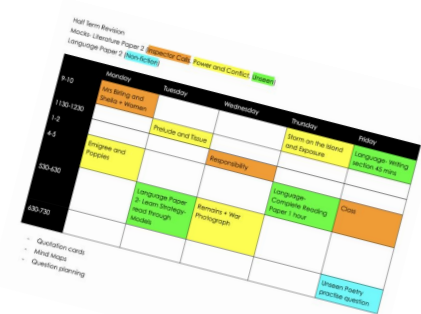 Half Term Revision
Mocks- Literature Paper 2 (Inspector Calls, Power and Conflict, Unseen)
Language Paper 2 (Non-fiction)
Monday
Tuesday
Wednesday
Thursday
Friday
9-10
Mrs Birling and
Sheila + Women
Storm on the Island
and Exposure
Language- Writing
section 45 mins
1130-1230
Prelude and Tissue
1-2
Responsibility
4-5
Emigree and
Poppies
Language-
Complete Reading
Paper 1 hour
Class
530-630
Language Paper
2- Learn Strategy-
read through
Models
Remains + War
Photograph
630-730
Unseen Poetry
practise question
- Quotation cards
- Mind Maps
- Question planning